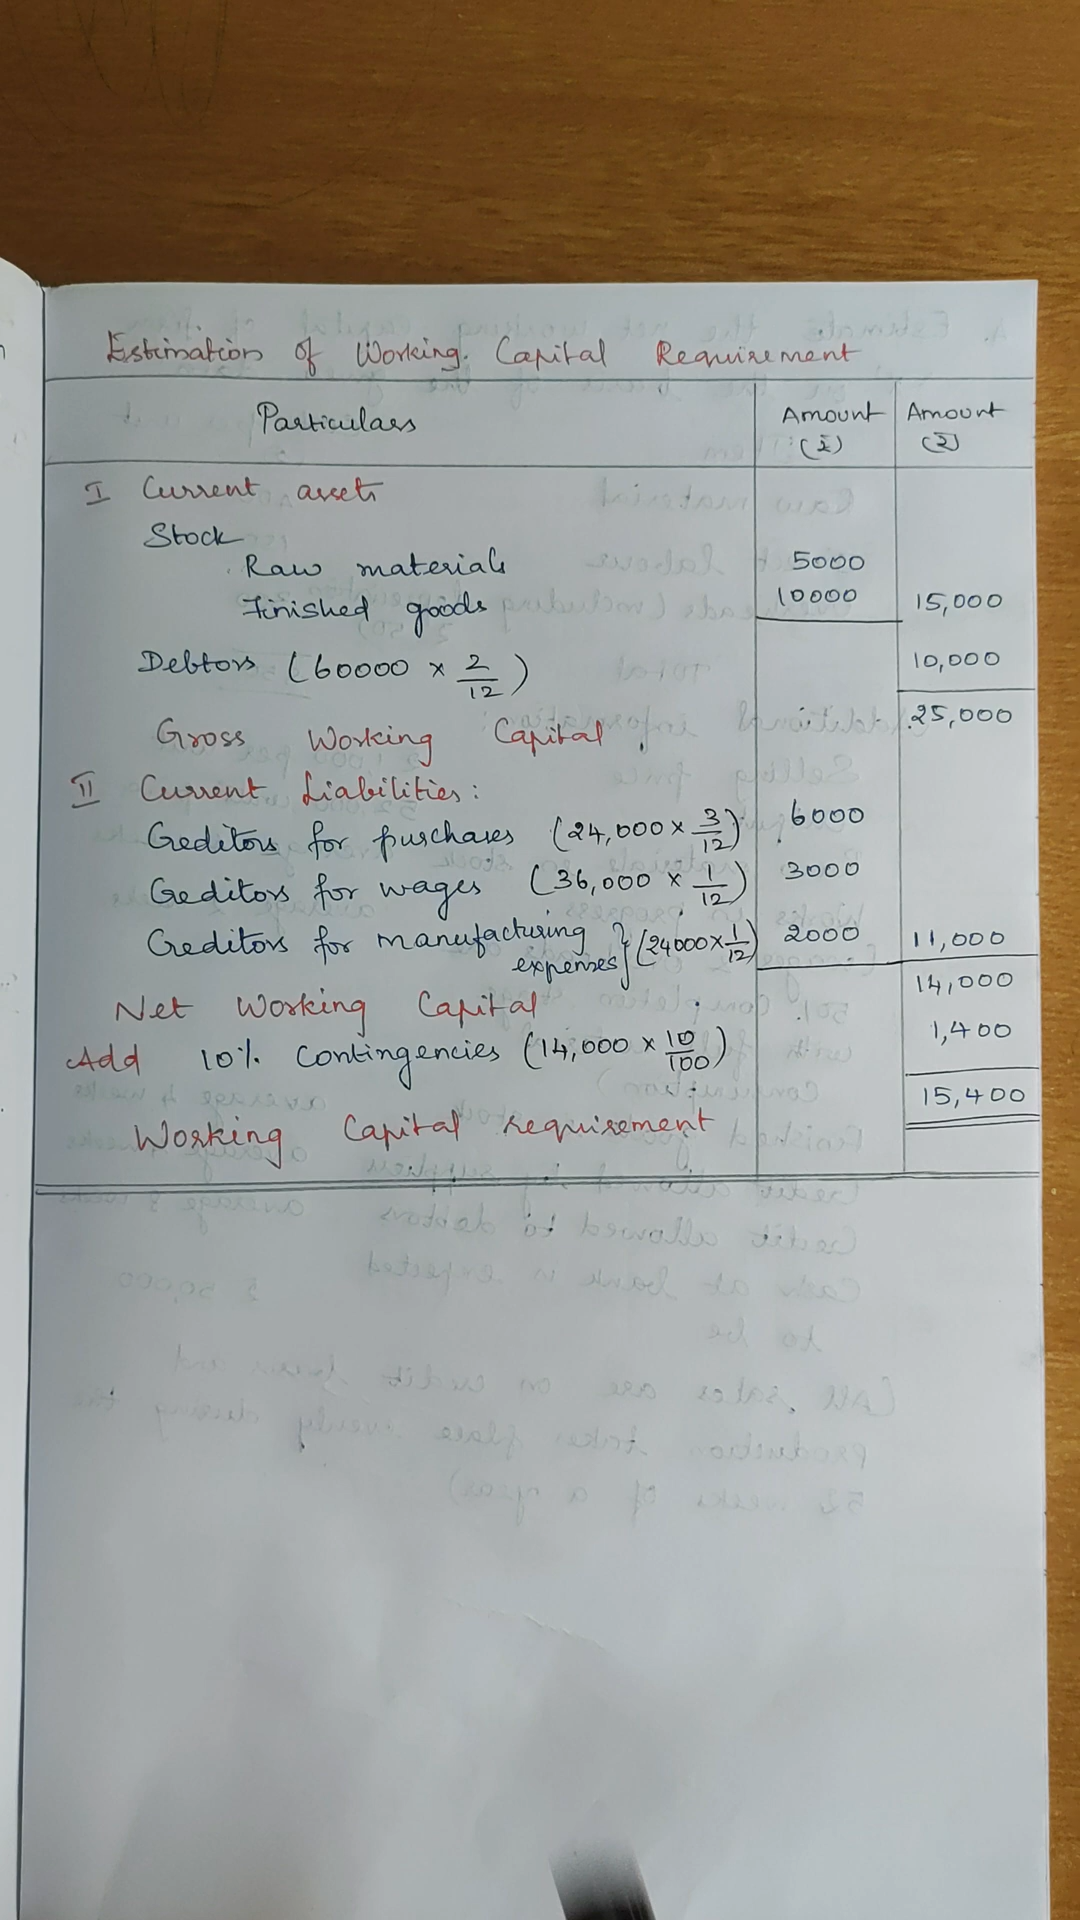 Estimation of Working Capital Requirement
Particulars Amount (₹) Amount (₹)
I Current assets
Stock
Raw materials 5000
Finished goods 10000 15,000
Debtors (60000 × 2/12) 10,000
Gross Working Capital 25,000
II Current Liabilities:
Creditors for purchases (24,000 × 3/12) 6000
Creditors for wages (36,000 × 1/12) 3000
Creditors for manufacturing expenses } (24000 × 1/12) 2000 11,000
Net Working Capital 14,000
Add 10% Contingencies (14,000 × 10/100) 1,400
Working Capital requirement 15,400